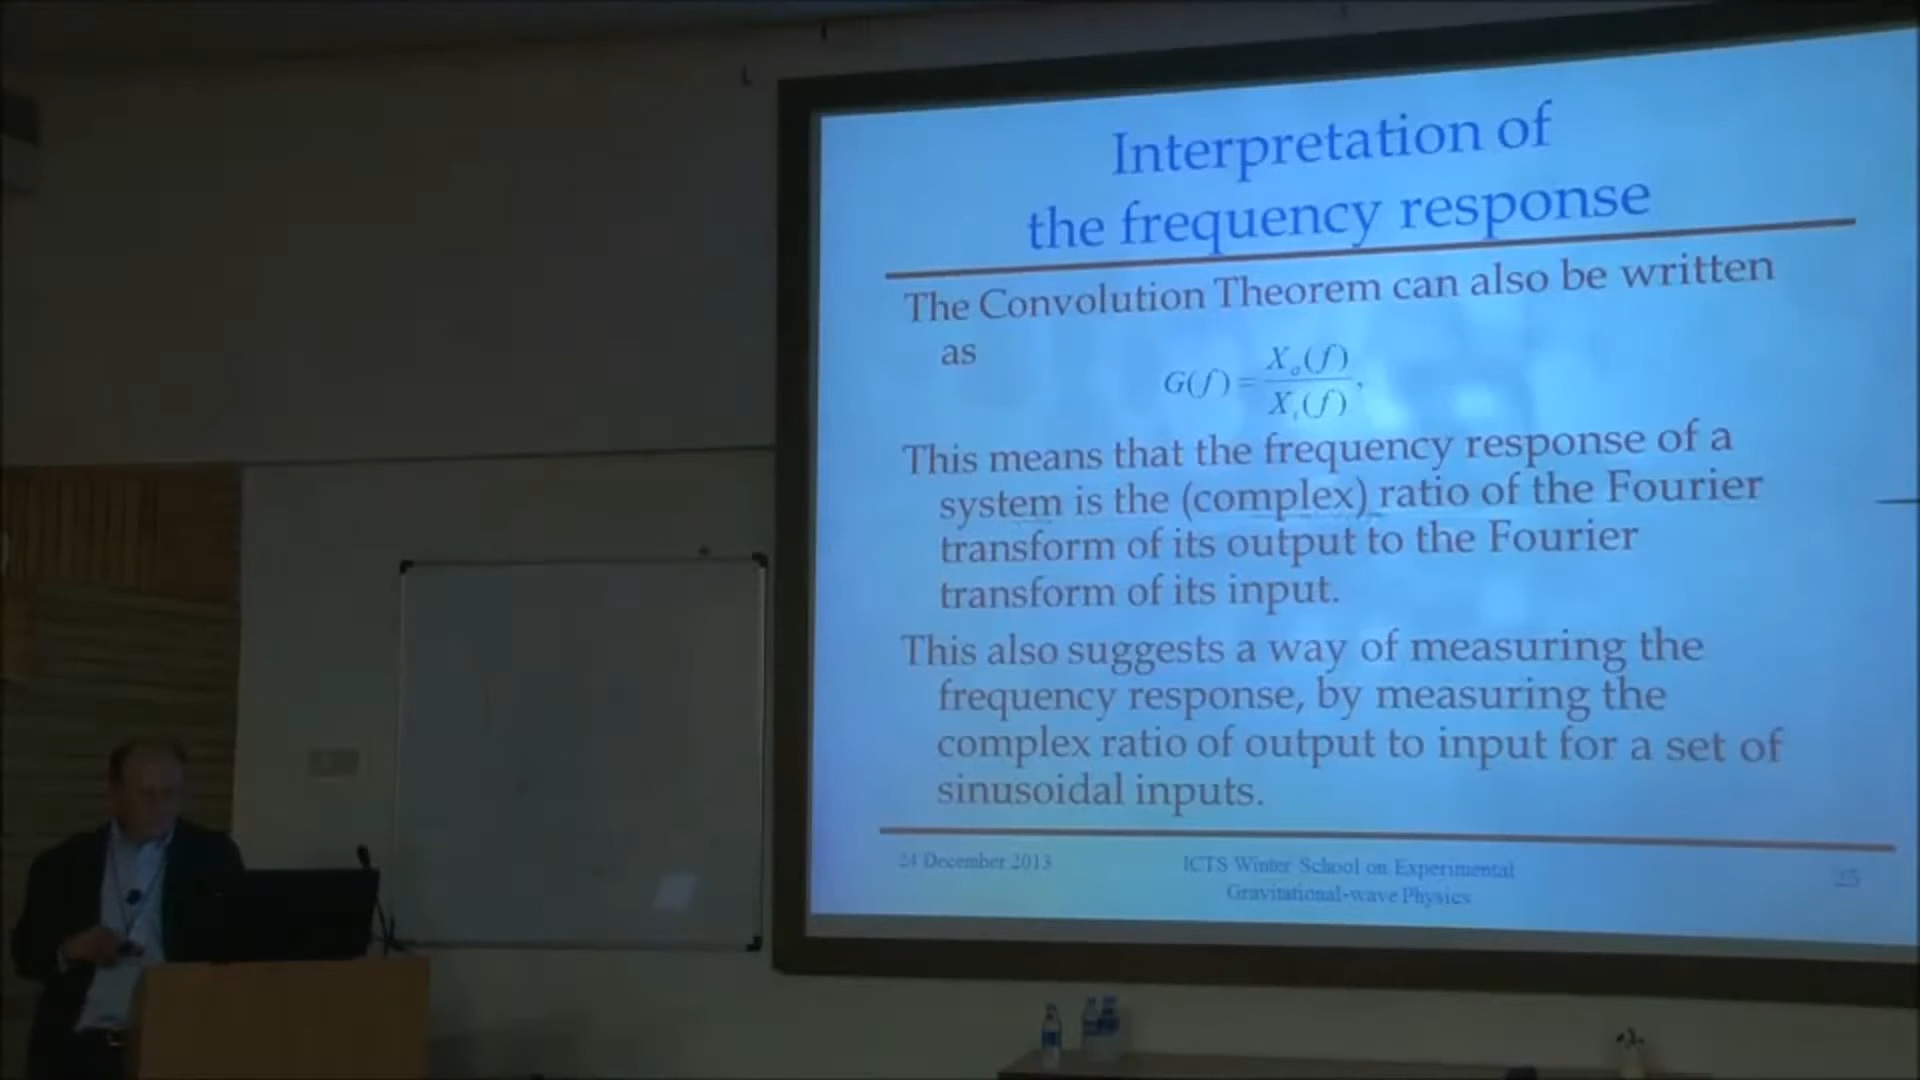 Interpretation of
the frequency response
The Convolution Theorem can also be written
as
G(f) = X_o(f) / X_i(f),
This means that the frequency response of a
system is the (complex) ratio of the Fourier
transform of its output to the Fourier
transform of its input.
This also suggests a way of measuring the
frequency response, by measuring the
complex ratio of output to input for a set of
sinusoidal inputs.
24 December 2013
ICTS Winter School on Experimental
Gravitational-wave Physics
25